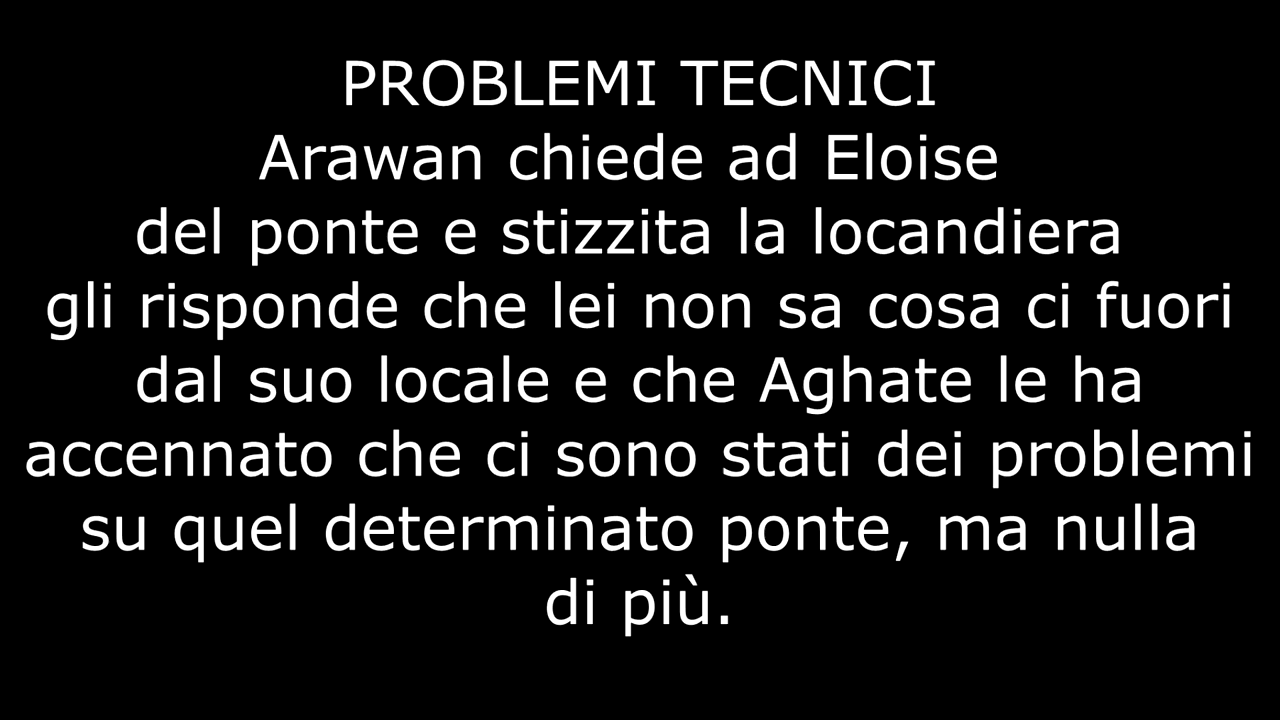 PROBLEMI TECNICI
Arawan chiede ad Eloise
del ponte e stizzita la locandiera
gli risponde che lei non sa cosa ci fuori
dal suo locale e che Aghate le ha
accennato che ci sono stati dei problemi
su quel determinato ponte, ma nulla
di più.